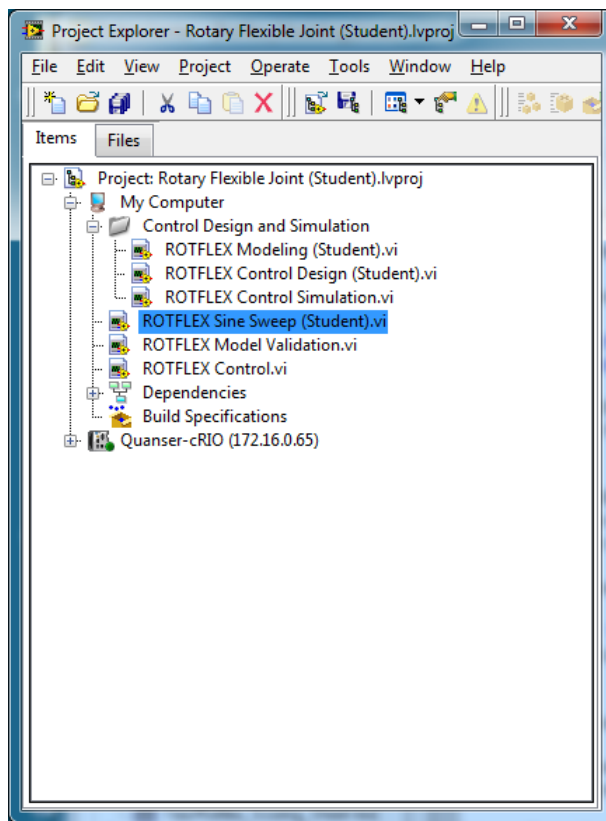 Project Explorer - Rotary Flexible Joint (Student).lvproj
File Edit View Project Operate Tools Window Help
Items Files
Project: Rotary Flexible Joint (Student).lvproj
My Computer
Control Design and Simulation
ROTFLEX Modeling (Student).vi
ROTFLEX Control Design (Student).vi
ROTFLEX Control Simulation.vi
ROTFLEX Sine Sweep (Student).vi
ROTFLEX Model Validation.vi
ROTFLEX Control.vi
Dependencies
Build Specifications
Quanser-cRIO (172.16.0.65)